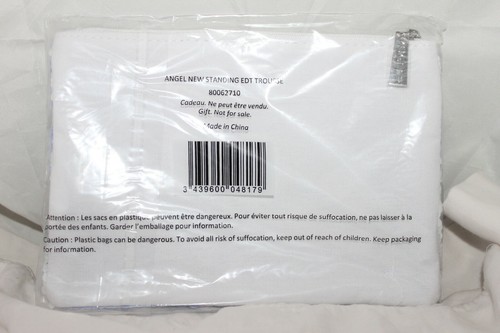 ANGEL NEW STANDING EDT TROUSSE
80062710
Cadeau. Ne peut être vendu.
Gift. Not for sale.
Made in China
3 439600 048179
Attention : Les sacs en plastique peuvent être dangereux. Pour éviter tout risque de suffocation, ne pas laisser à la
portée des enfants. Garder l'emballage pour information.
Caution : Plastic bags can be dangerous. To avoid all risk of suffocation, keep out of reach of children. Keep packaging
for information.